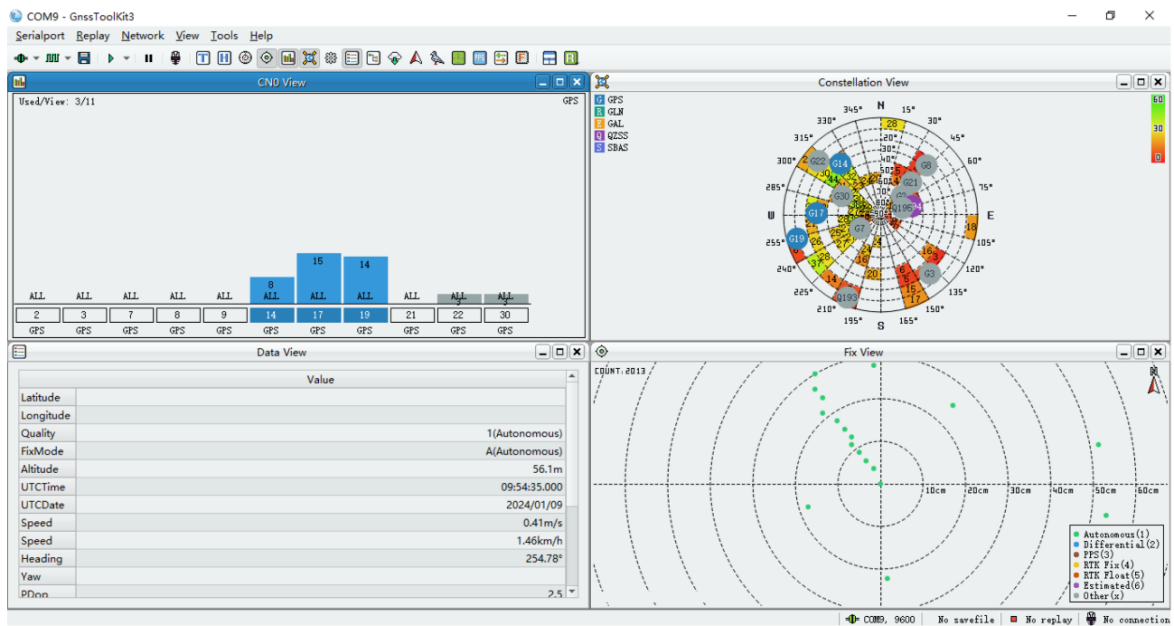 COM9 - GnssToolKit3
Serialport Replay Network View Tools Help
CN0 View
Used/View: 3/11 GPS
15
14
8
ALL ALL ALL ALL ALL ALL ALL ALL ALL ALL ALL
2 3 7 8 9 14 17 19 21 22 30
GPS GPS GPS GPS GPS GPS GPS GPS GPS GPS GPS
Constellation View
G GPS
R GLN
E GAL
Q QZSS
S SBAS
60
30
0
345° N 15°
330° 30°
315° 45°
300° 60°
285° 75°
W E
255° 105°
240° 120°
225° 135°
210° 150°
195° S 165°
28
G22 G14 G8
G21
G30
Q195
G17
G7
18
G19
G3
Q193
Data View
Value
Latitude
Longitude
Quality 1(Autonomous)
FixMode A(Autonomous)
Altitude 56.1m
UTCTime 09:54:35.000
UTCDate 2024/01/09
Speed 0.41m/s
Speed 1.46km/h
Heading 254.78°
Yaw
PDop 2.5
Fix View
COUNT:2013
N
10cm 20cm 30cm 40cm 50cm 60cm
Autonomous(1)
Differential(2)
PPS(3)
RTK Fix(4)
RTK Float(5)
Estimated(6)
Other(x)
COM9, 9600 No savefile No replay No connection